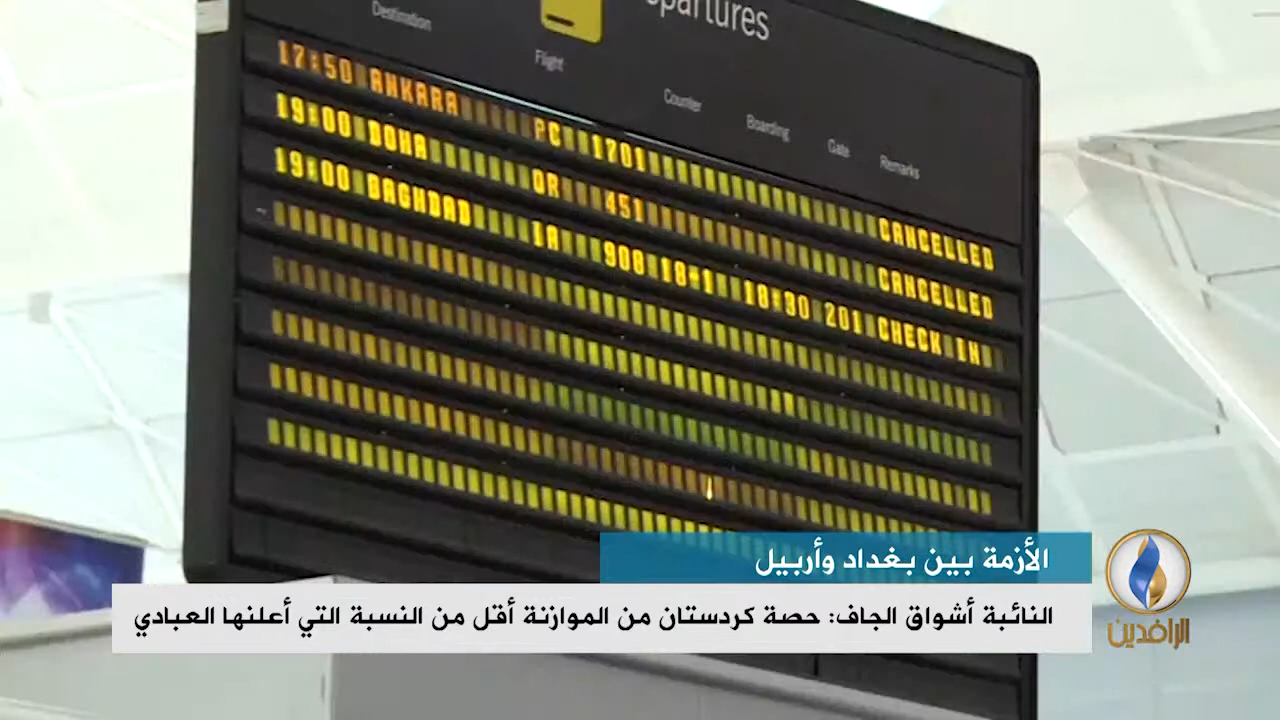 Departures
Destination Flight Counter Boarding Gate Remarks
17:50 ANKARA PC 1701 CANCELLED
19:00 DOHA QR 451 CANCELLED
19:00 BAGHDAD IA 908 18-1 18:30 201 CHECK IN
الأزمة بين بغداد وأربيل
النائبة أشواق الجاف: حصة كردستان من الموازنة أقل من النسبة التي أعلنها العبادي
الرافدين